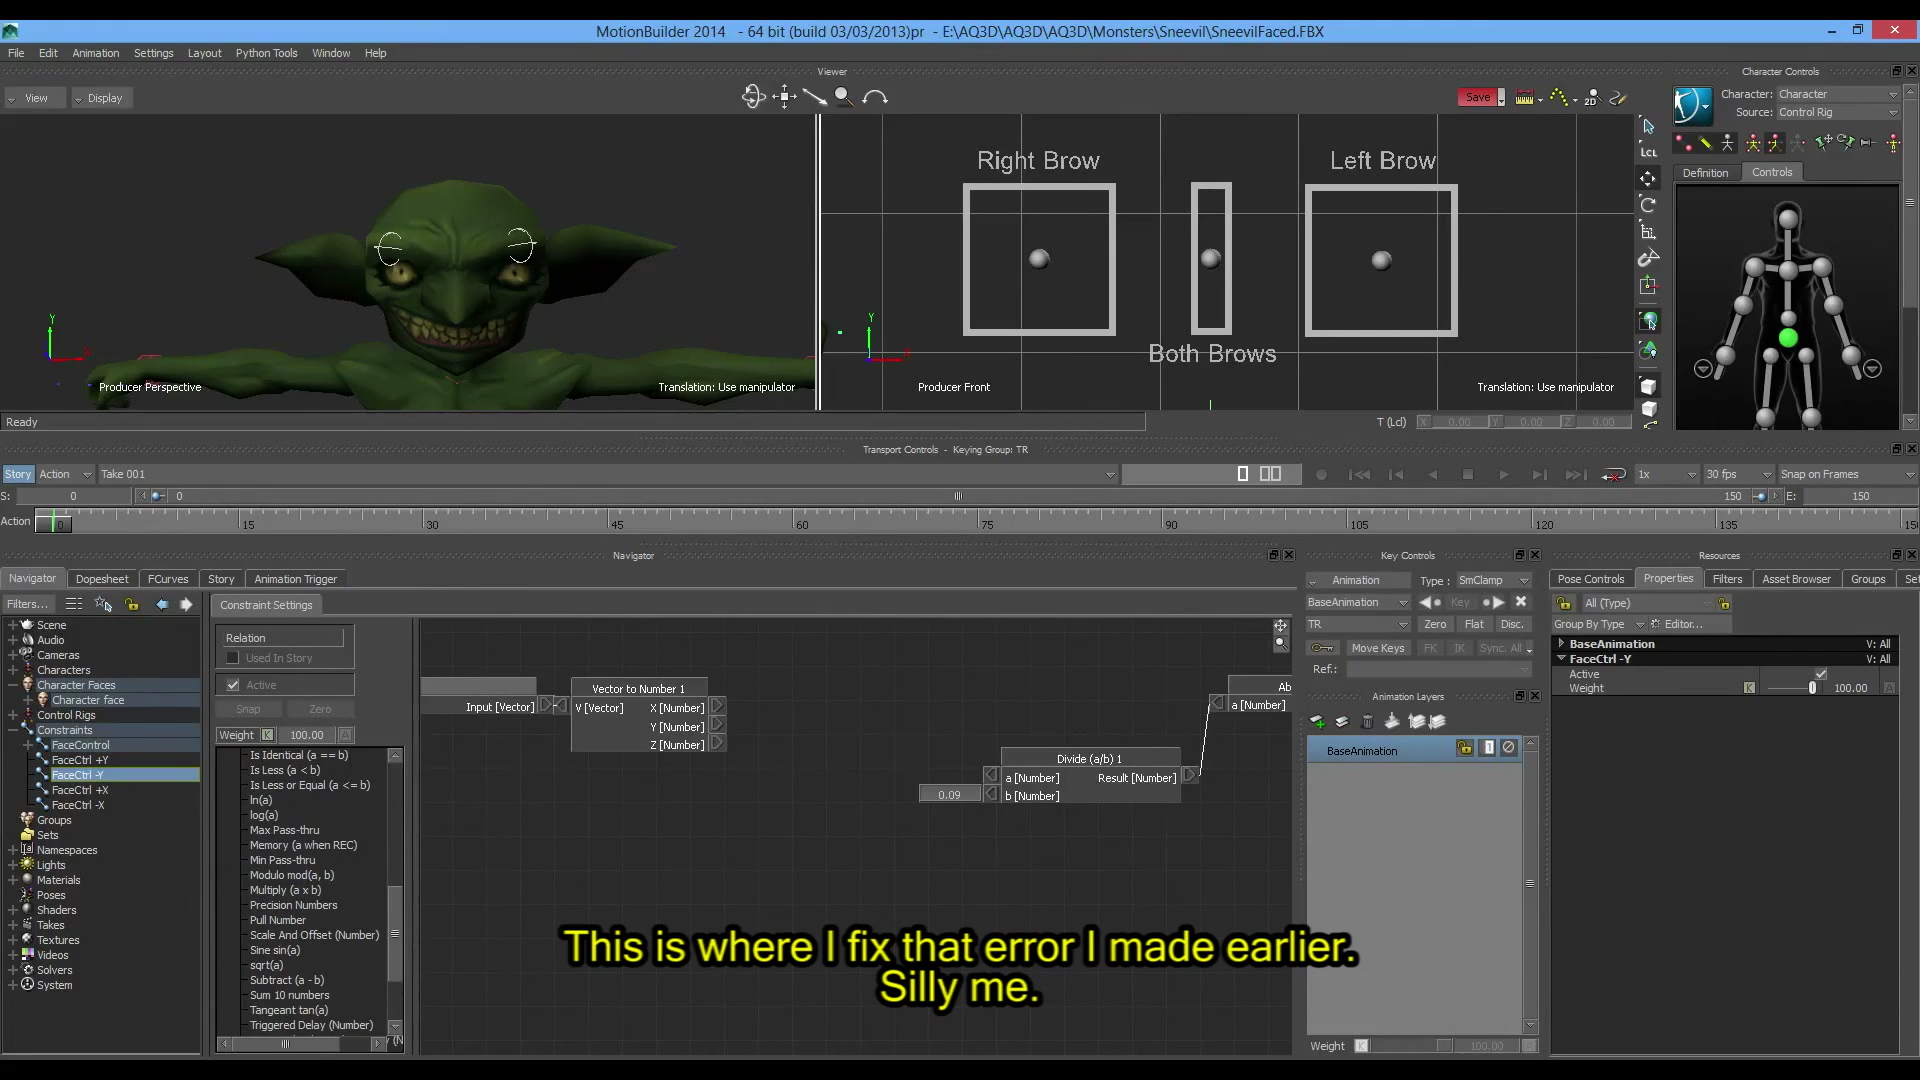 MotionBuilder 2014 - 64 bit (build 03/03/2013)pr - E:\AQ3D\AQ3D\AQ3D\Monsters\Sneevil\SneevilFaced.FBX
File Edit Animation Settings Layout Python Tools Window Help
Viewer
Character Controls
View Display
Save
2D
Character: Character
Source: Control Rig
LCL
Definition Controls
Right Brow
Left Brow
Both Brows
Y
X
Y
X
Producer Perspective
Translation: Use manipulator
Producer Front
Translation: Use manipulator
Ready
T (Lcl) X 0.00 Y 0.00 Z 0.00
Transport Controls - Keying Group: TR
Story Action Take 001
1x 30 fps Snap on Frames
S: 0 0 150 E: 150
Action 0 15 30 45 60 75 90 105 120 135 150
Navigator
Key Controls
Resources
Navigator Dopesheet FCurves Story Animation Trigger
Filters...
Constraint Settings
Scene
Audio
Cameras
Characters
Character Faces
Character face
Control Rigs
Constraints
FaceControl
FaceCtrl +Y
FaceCtrl -Y
FaceCtrl +X
FaceCtrl -X
Groups
Sets
Namespaces
Lights
Materials
Poses
Shaders
Takes
Textures
Videos
Solvers
System
Relation
Used In Story
Active
Snap Zero
Weight K 100.00 A
Is Identical (a == b)
Is Less (a < b)
Is Less or Equal (a <= b)
ln(a)
log(a)
Max Pass-thru
Memory (a when REC)
Min Pass-thru
Modulo mod(a, b)
Multiply (a x b)
Precision Numbers
Pull Number
Scale And Offset (Number)
Sine sin(a)
sqrt(a)
Subtract (a - b)
Sum 10 numbers
Tangeant tan(a)
Triggered Delay (Number)
Input [Vector]
Vector to Number 1
V [Vector] X [Number]
Y [Number]
Z [Number]
Divide (a/b) 1
a [Number] Result [Number]
0.09 b [Number]
Ab
a [Number]
This is where I fix that error I made earlier.
Silly me.
Animation Type : SmClamp
BaseAnimation Key
TR Zero Flat Disc.
Move Keys FK IK Sync. All
Ref.:
Animation Layers
BaseAnimation 1
Weight K 100.00 A
Pose Controls Properties Filters Asset Browser Groups Set
All (Type)
Group By Type Editor...
BaseAnimation V: All
FaceCtrl -Y V: All
Active
Weight K 100.00 A